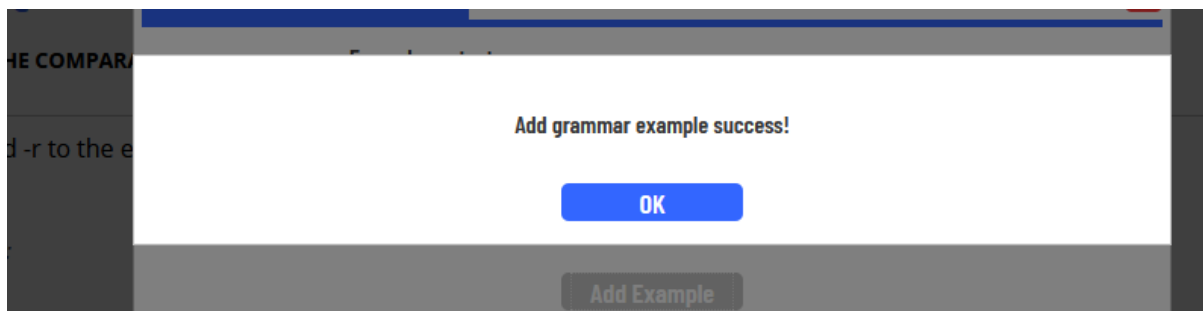 HE COMPARA
Add grammar example success!
d -r to the e
OK
Add Example